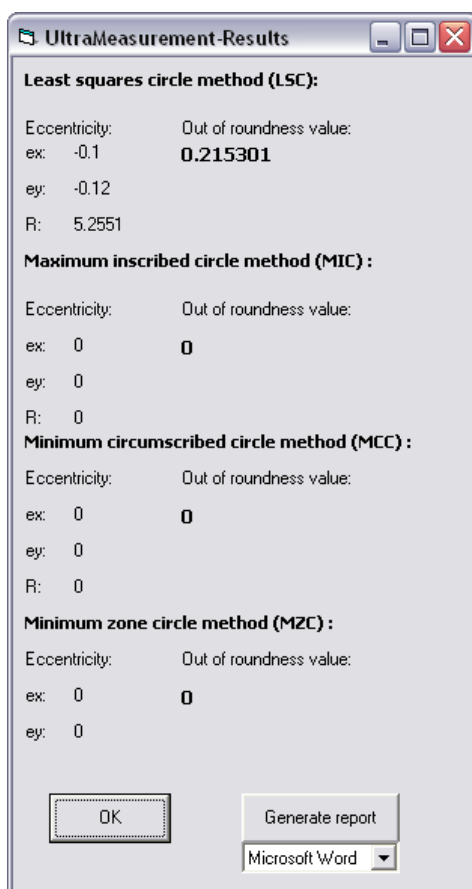 UltraMeasurement-Results
Least squares circle method (LSC):
Eccentricity: Out of roundness value:
ex: -0.1 0.215301
ey: -0.12
R: 5.2551
Maximum inscribed circle method (MIC) :
Eccentricity: Out of roundness value:
ex: 0 0
ey: 0
R: 0
Minimum circumscribed circle method (MCC) :
Eccentricity: Out of roundness value:
ex: 0 0
ey: 0
R: 0
Minimum zone circle method (MZC) :
Eccentricity: Out of roundness value:
ex: 0 0
ey: 0
OK Generate report
Microsoft Word